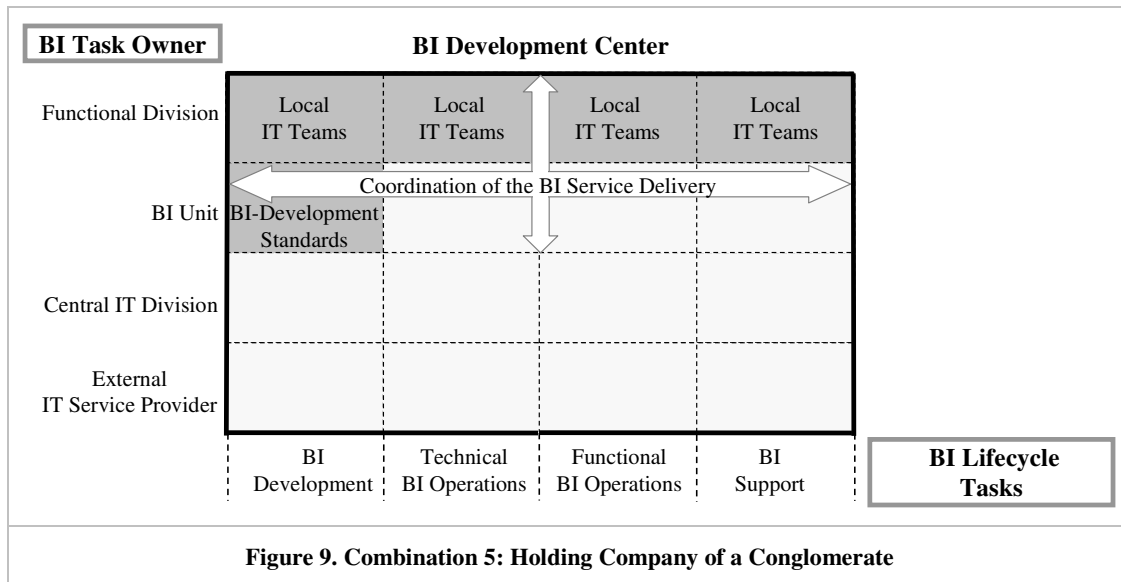 BI Task Owner
BI Development Center
Functional Division
Local
IT Teams
Local
IT Teams
Local
IT Teams
Local
IT Teams
Coordination of the BI Service Delivery
BI Unit
BI-Development
Standards
Central IT Division
External
IT Service Provider
BI
Development
Technical
BI Operations
Functional
BI Operations
BI
Support
BI Lifecycle
Tasks
Figure 9. Combination 5: Holding Company of a Conglomerate